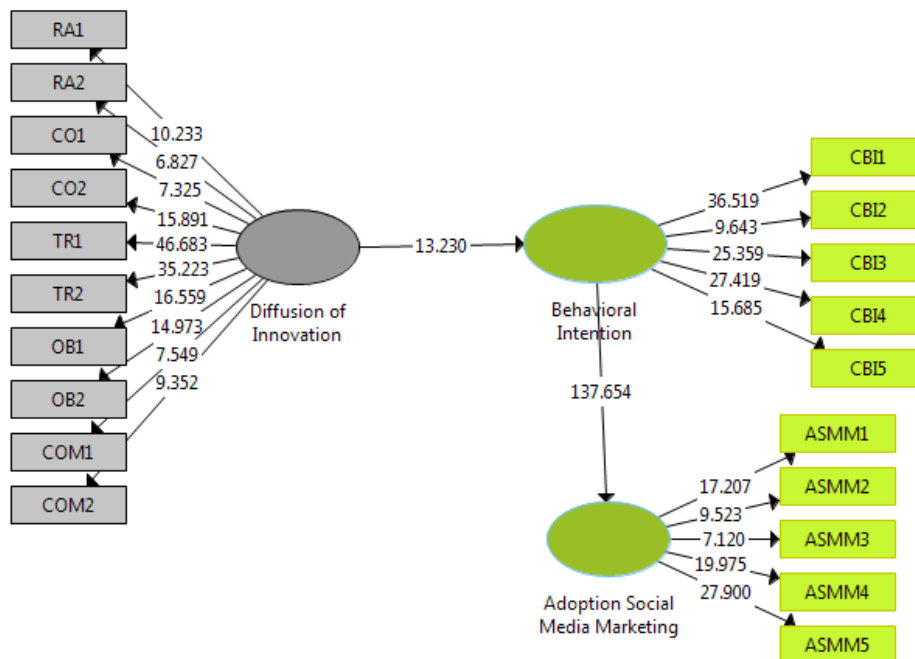 RA1
RA2
CO1
CO2
TR1
TR2
OB1
OB2
COM1
COM2
10.233
6.827
7.325
15.891
46.683
35.223
16.559
14.973
7.549
9.352
Diffusion of
Innovation
13.230
Behavioral
Intention
36.519
9.643
25.359
27.419
15.685
CBI1
CBI2
CBI3
CBI4
CBI5
137.654
Adoption Social
Media Marketing
17.207
9.523
7.120
19.975
27.900
ASMM1
ASMM2
ASMM3
ASMM4
ASMM5